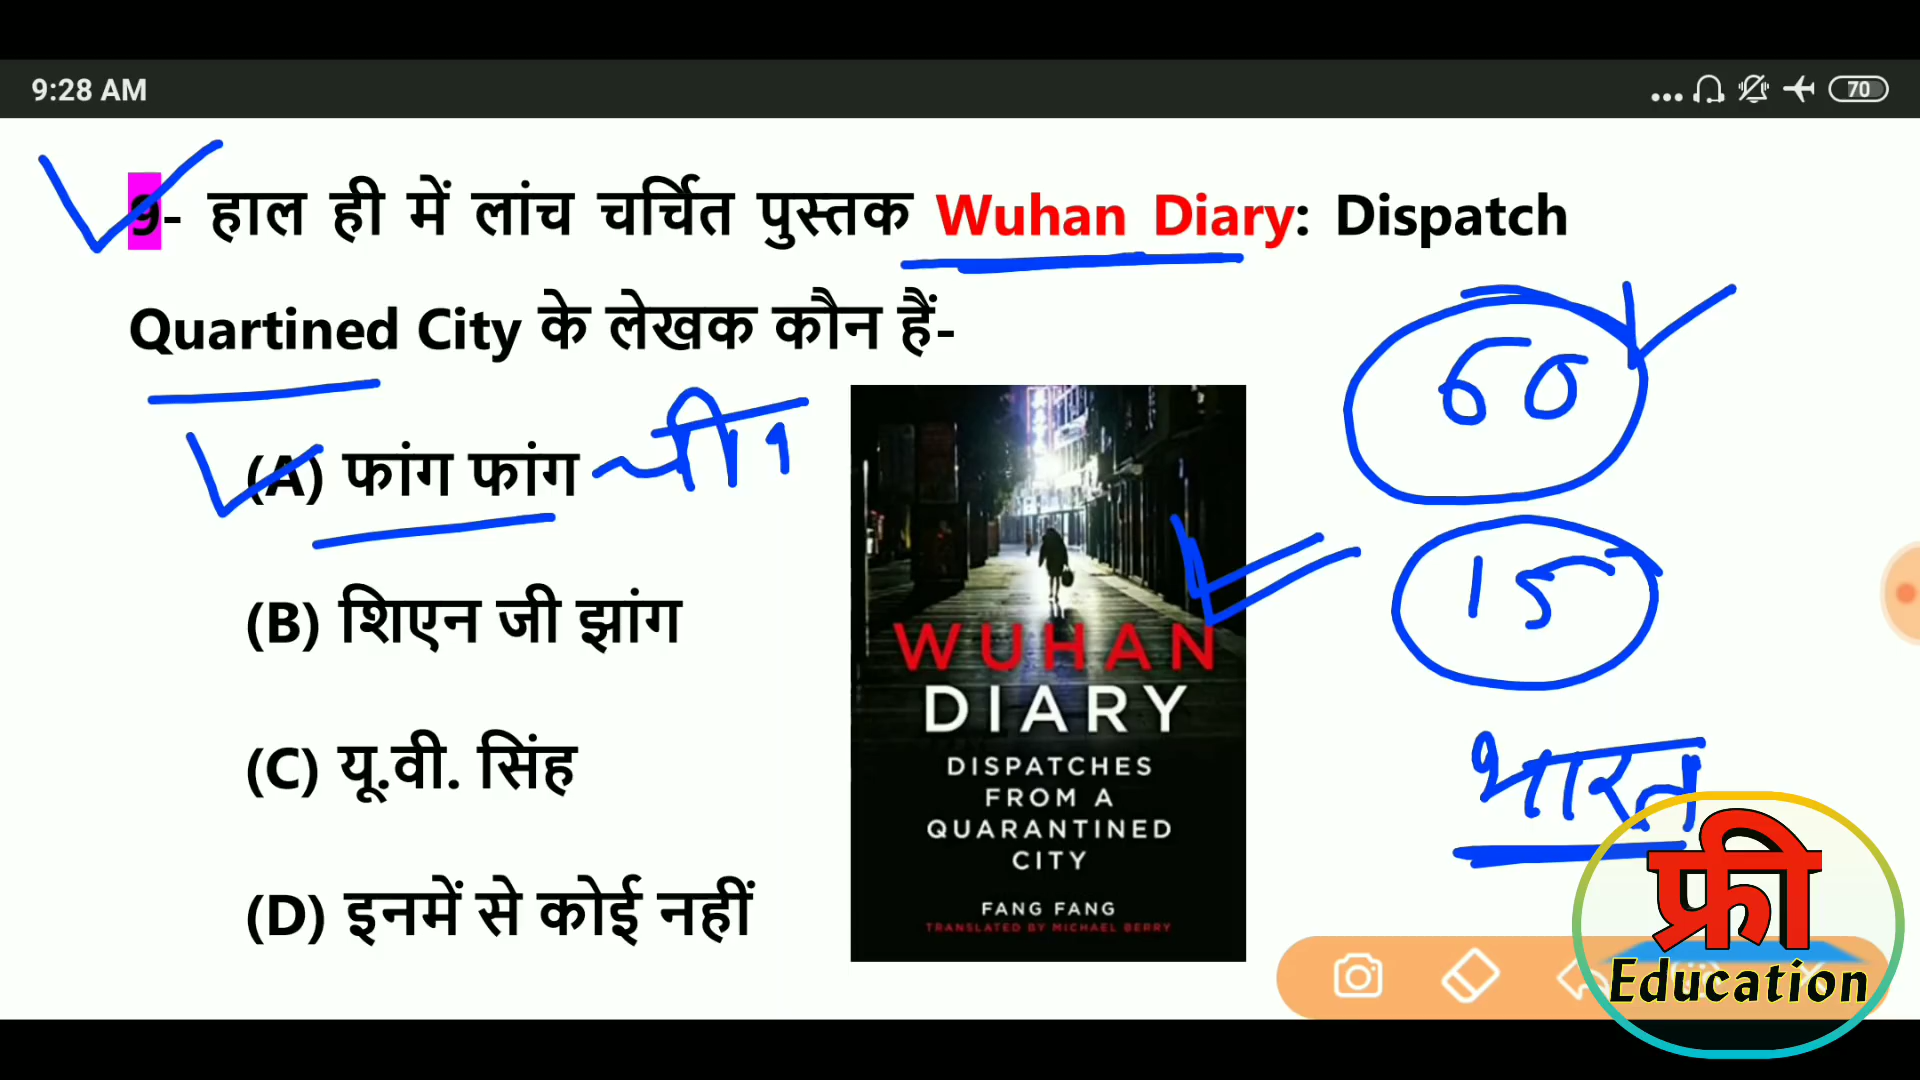 9:28 AM
70
9- हाल ही में लांच चर्चित पुस्तक Wuhan Diary: Dispatch
Quartined City के लेखक कौन हैं-
(A) फांग फांग
(B) शिएन जी झांग
(C) यू.वी. सिंह
(D) इनमें से कोई नहीं
WUHAN
DIARY
DISPATCHES
FROM A
QUARANTINED
CITY
FANG FANG
TRANSLATED BY MICHAEL BERRY
60
15
भारत
फ्री
Education